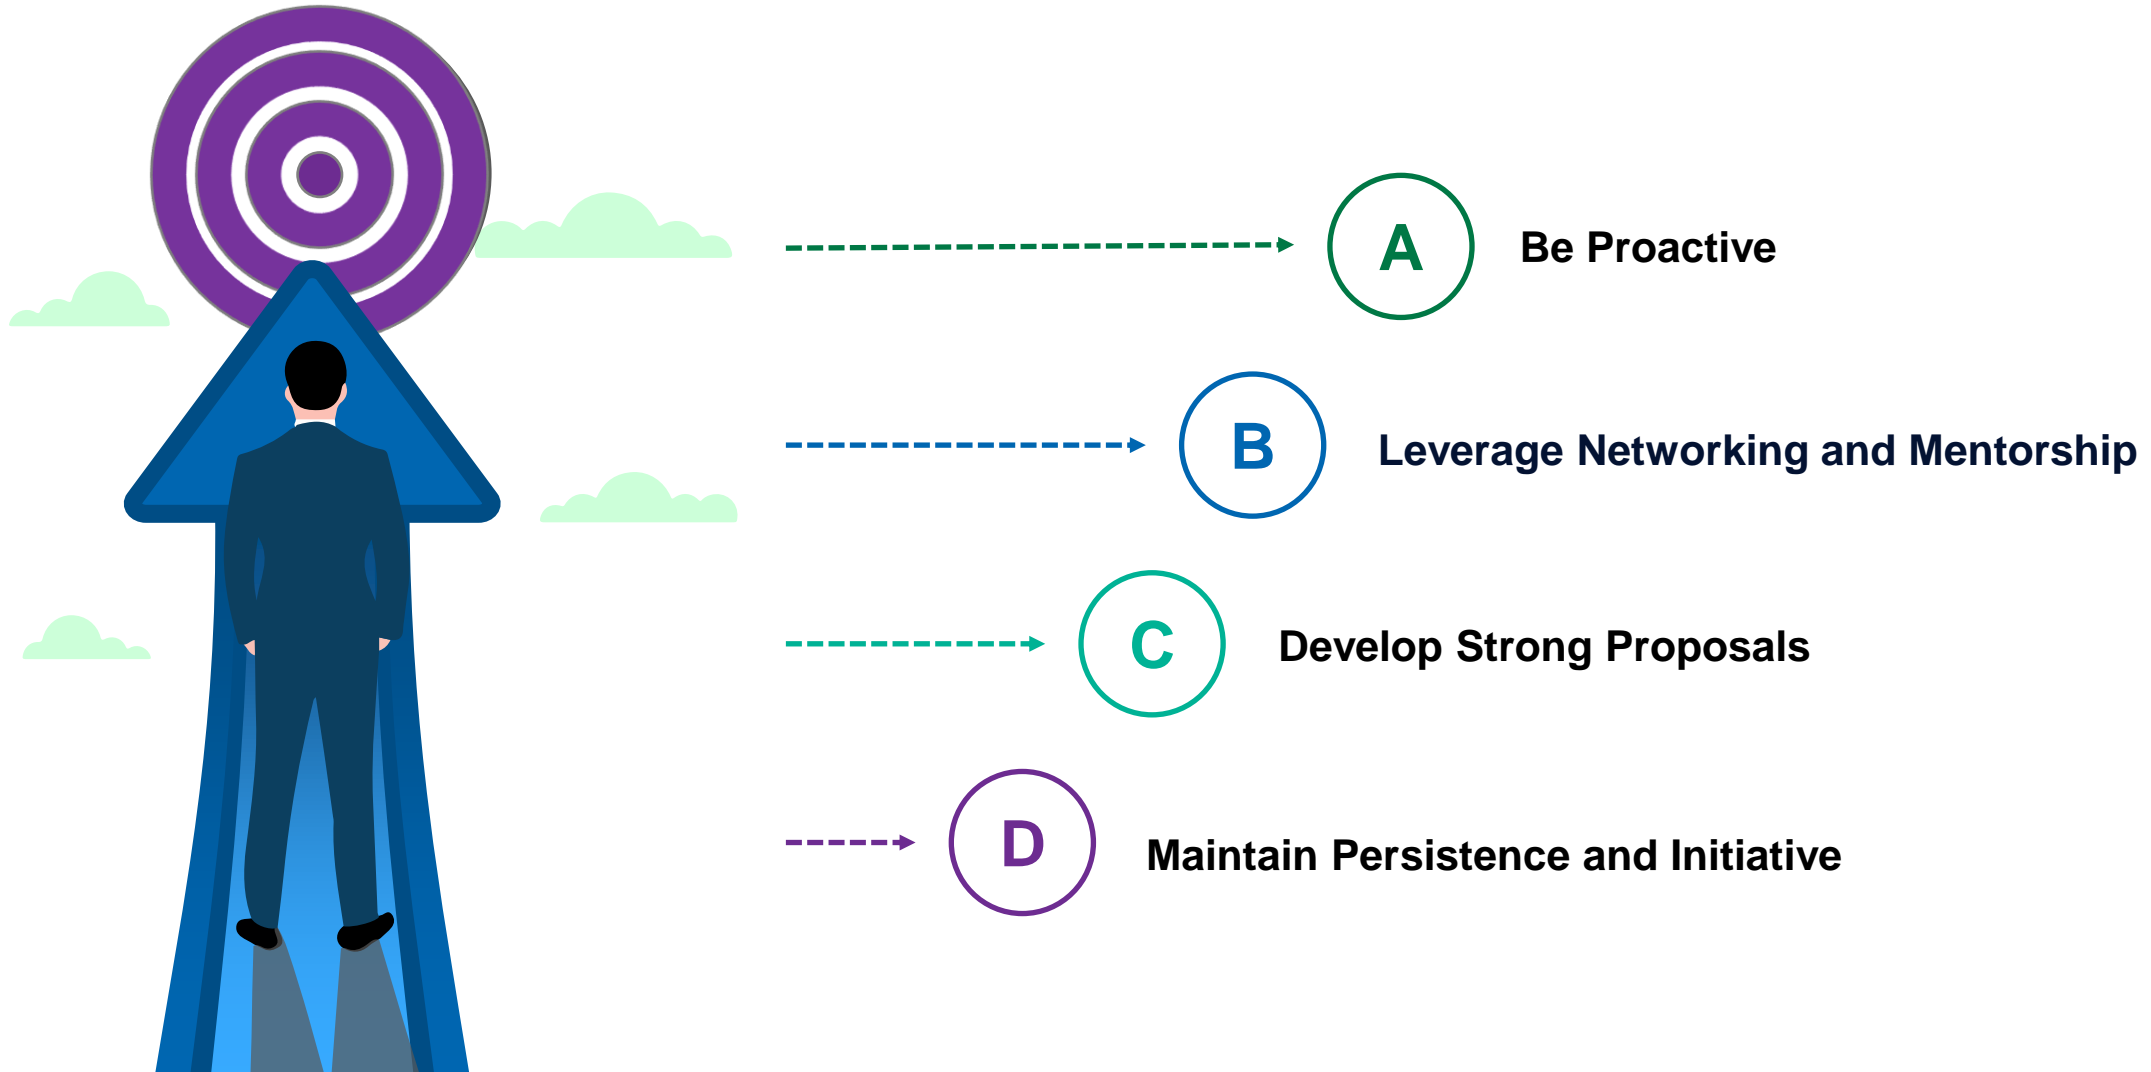 A Be Proactive
B Leverage Networking and Mentorship
C Develop Strong Proposals
D Maintain Persistence and Initiative